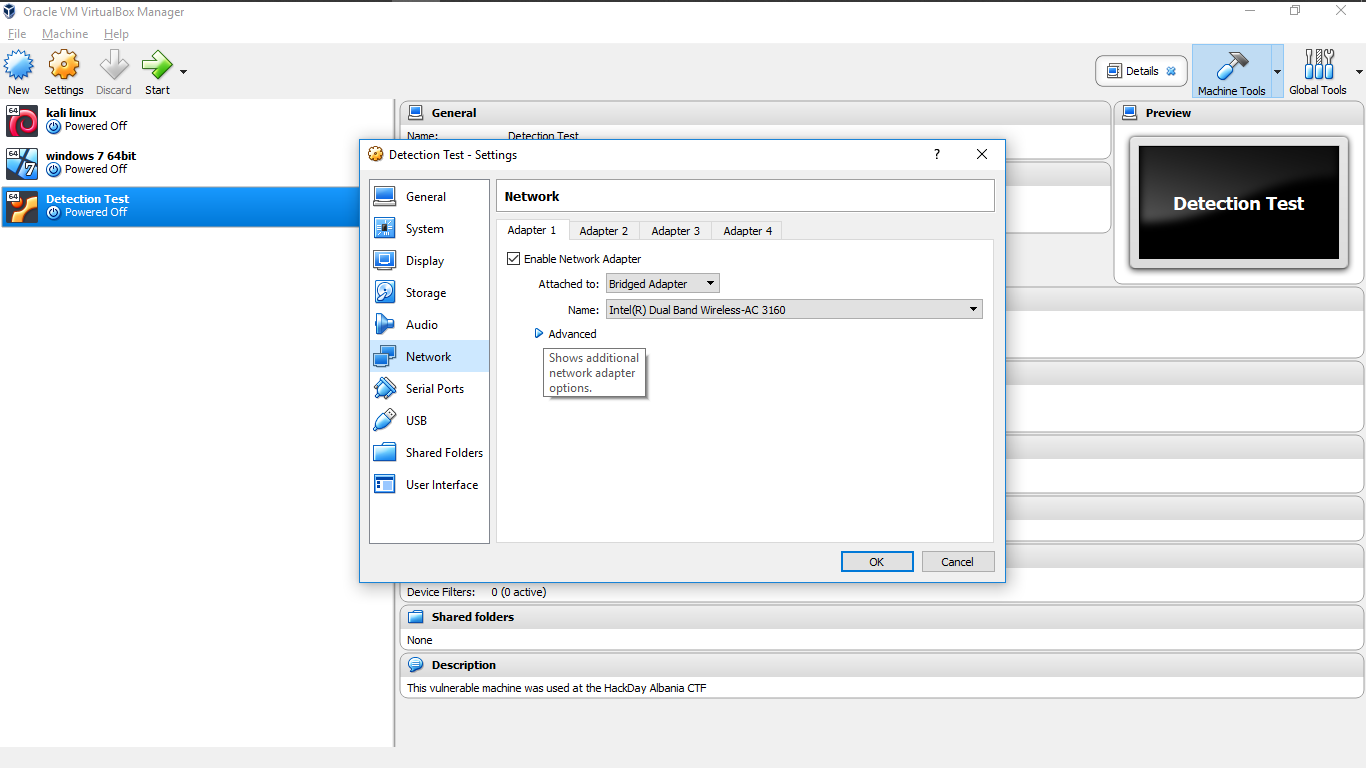 Oracle VM VirtualBox Manager
File Machine Help
New Settings Discard Start
Details
Machine Tools
Global Tools
64
kali linux
Powered Off
64
windows 7 64bit
Powered Off
64
Detection Test
Powered Off
General
Name: Detection Test
Preview
Detection Test
Detection Test - Settings
?
General
System
Display
Storage
Audio
Network
Serial Ports
USB
Shared Folders
User Interface
Network
Adapter 1 Adapter 2 Adapter 3 Adapter 4
Enable Network Adapter
Attached to: Bridged Adapter
Name: Intel(R) Dual Band Wireless-AC 3160
Advanced
Shows additional
network adapter
options.
OK Cancel
Device Filters: 0 (0 active)
Shared folders
None
Description
This vulnerable machine was used at the HackDay Albania CTF